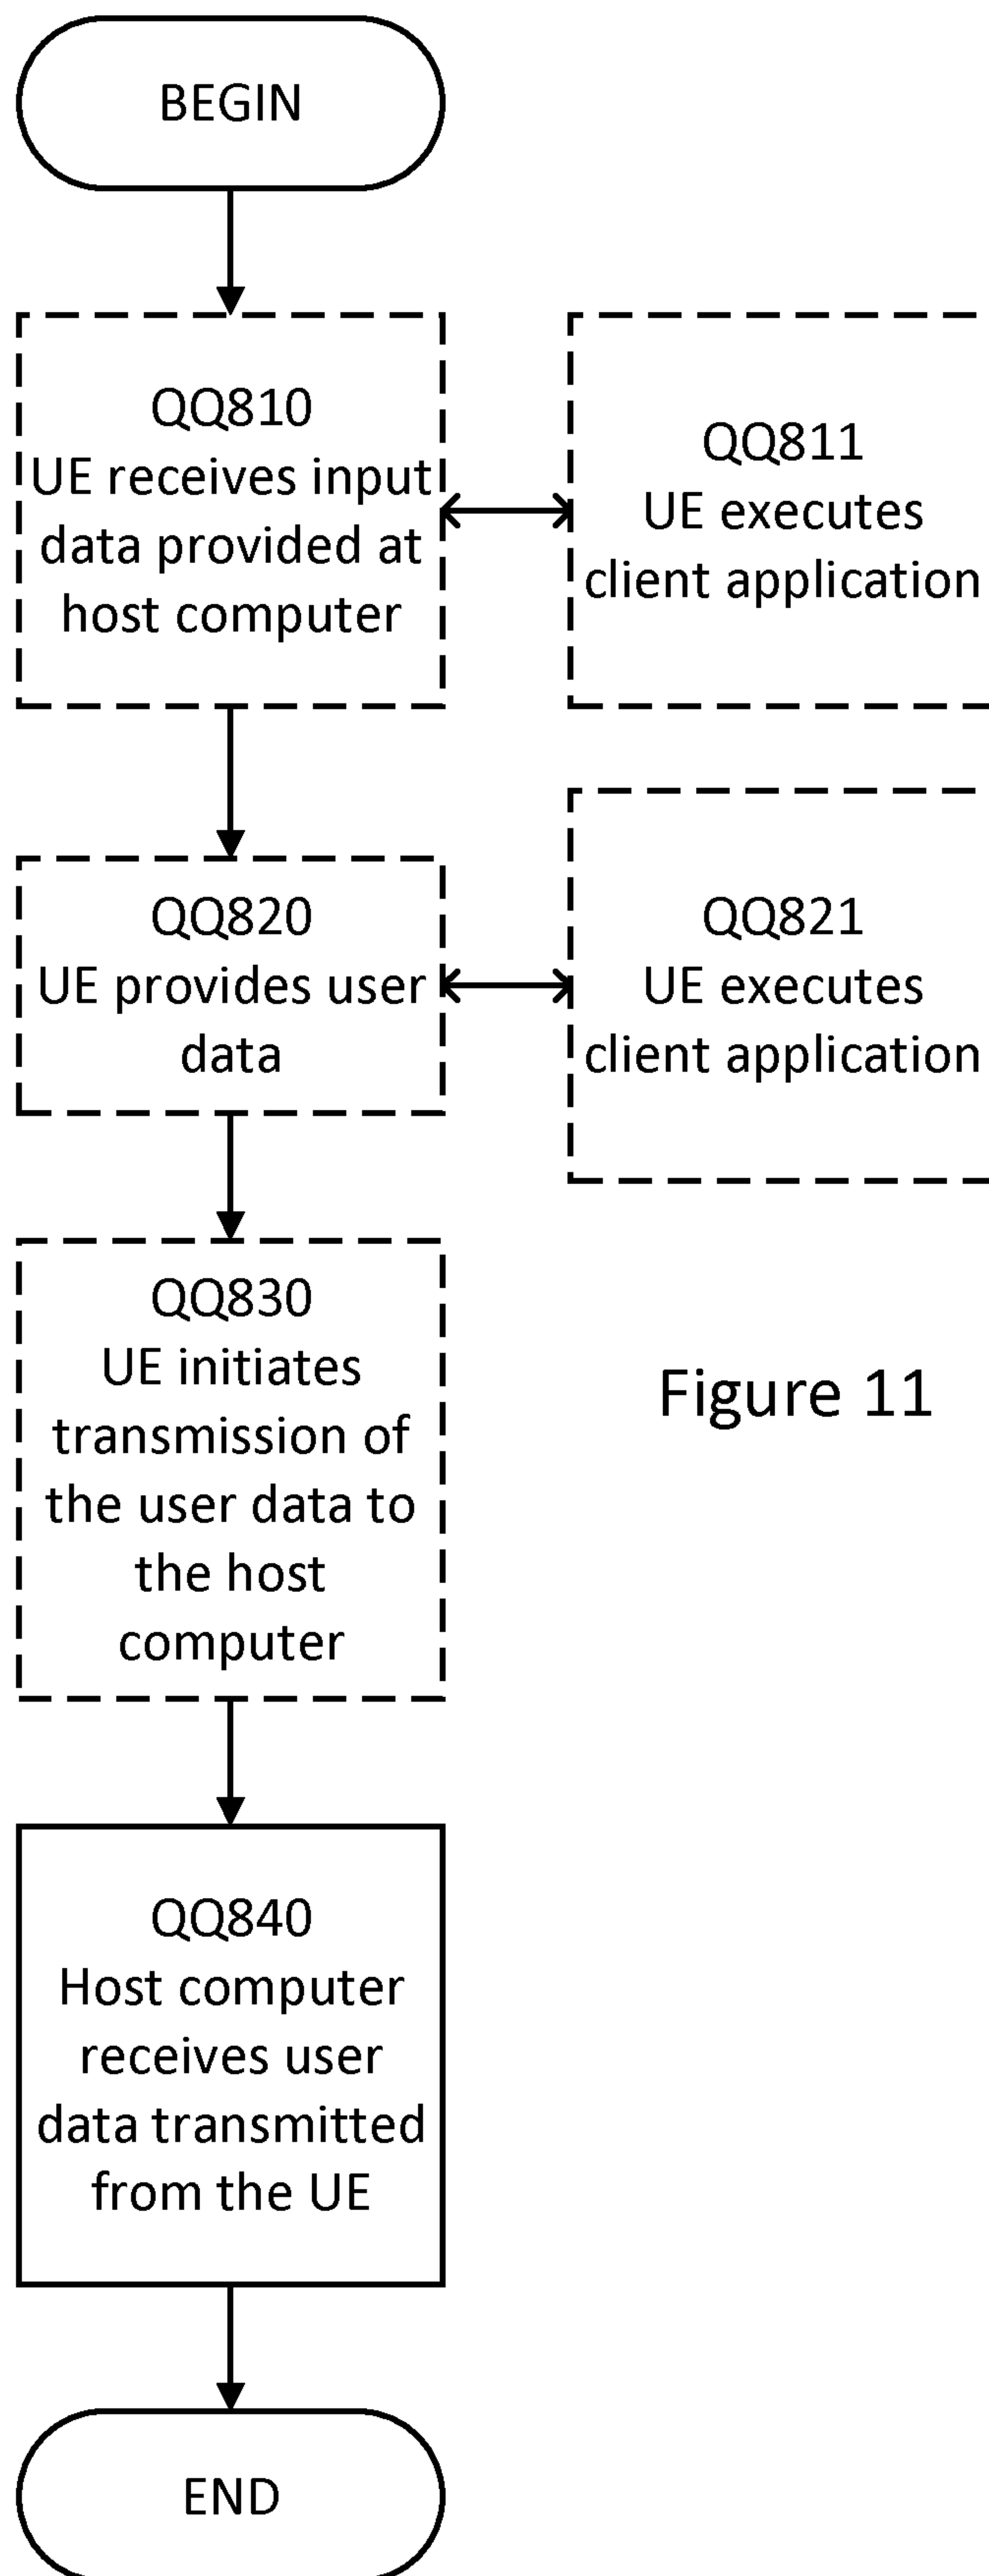 BEGIN
QQ810
UE receives input
data provided at
host computer
QQ811
UE executes
client application
QQ820
UE provides user
data
QQ821
UE executes
client application
QQ830
UE initiates
transmission of
the user data to
the host
computer
Figure 11
QQ840
Host computer
receives user
data transmitted
from the UE
END